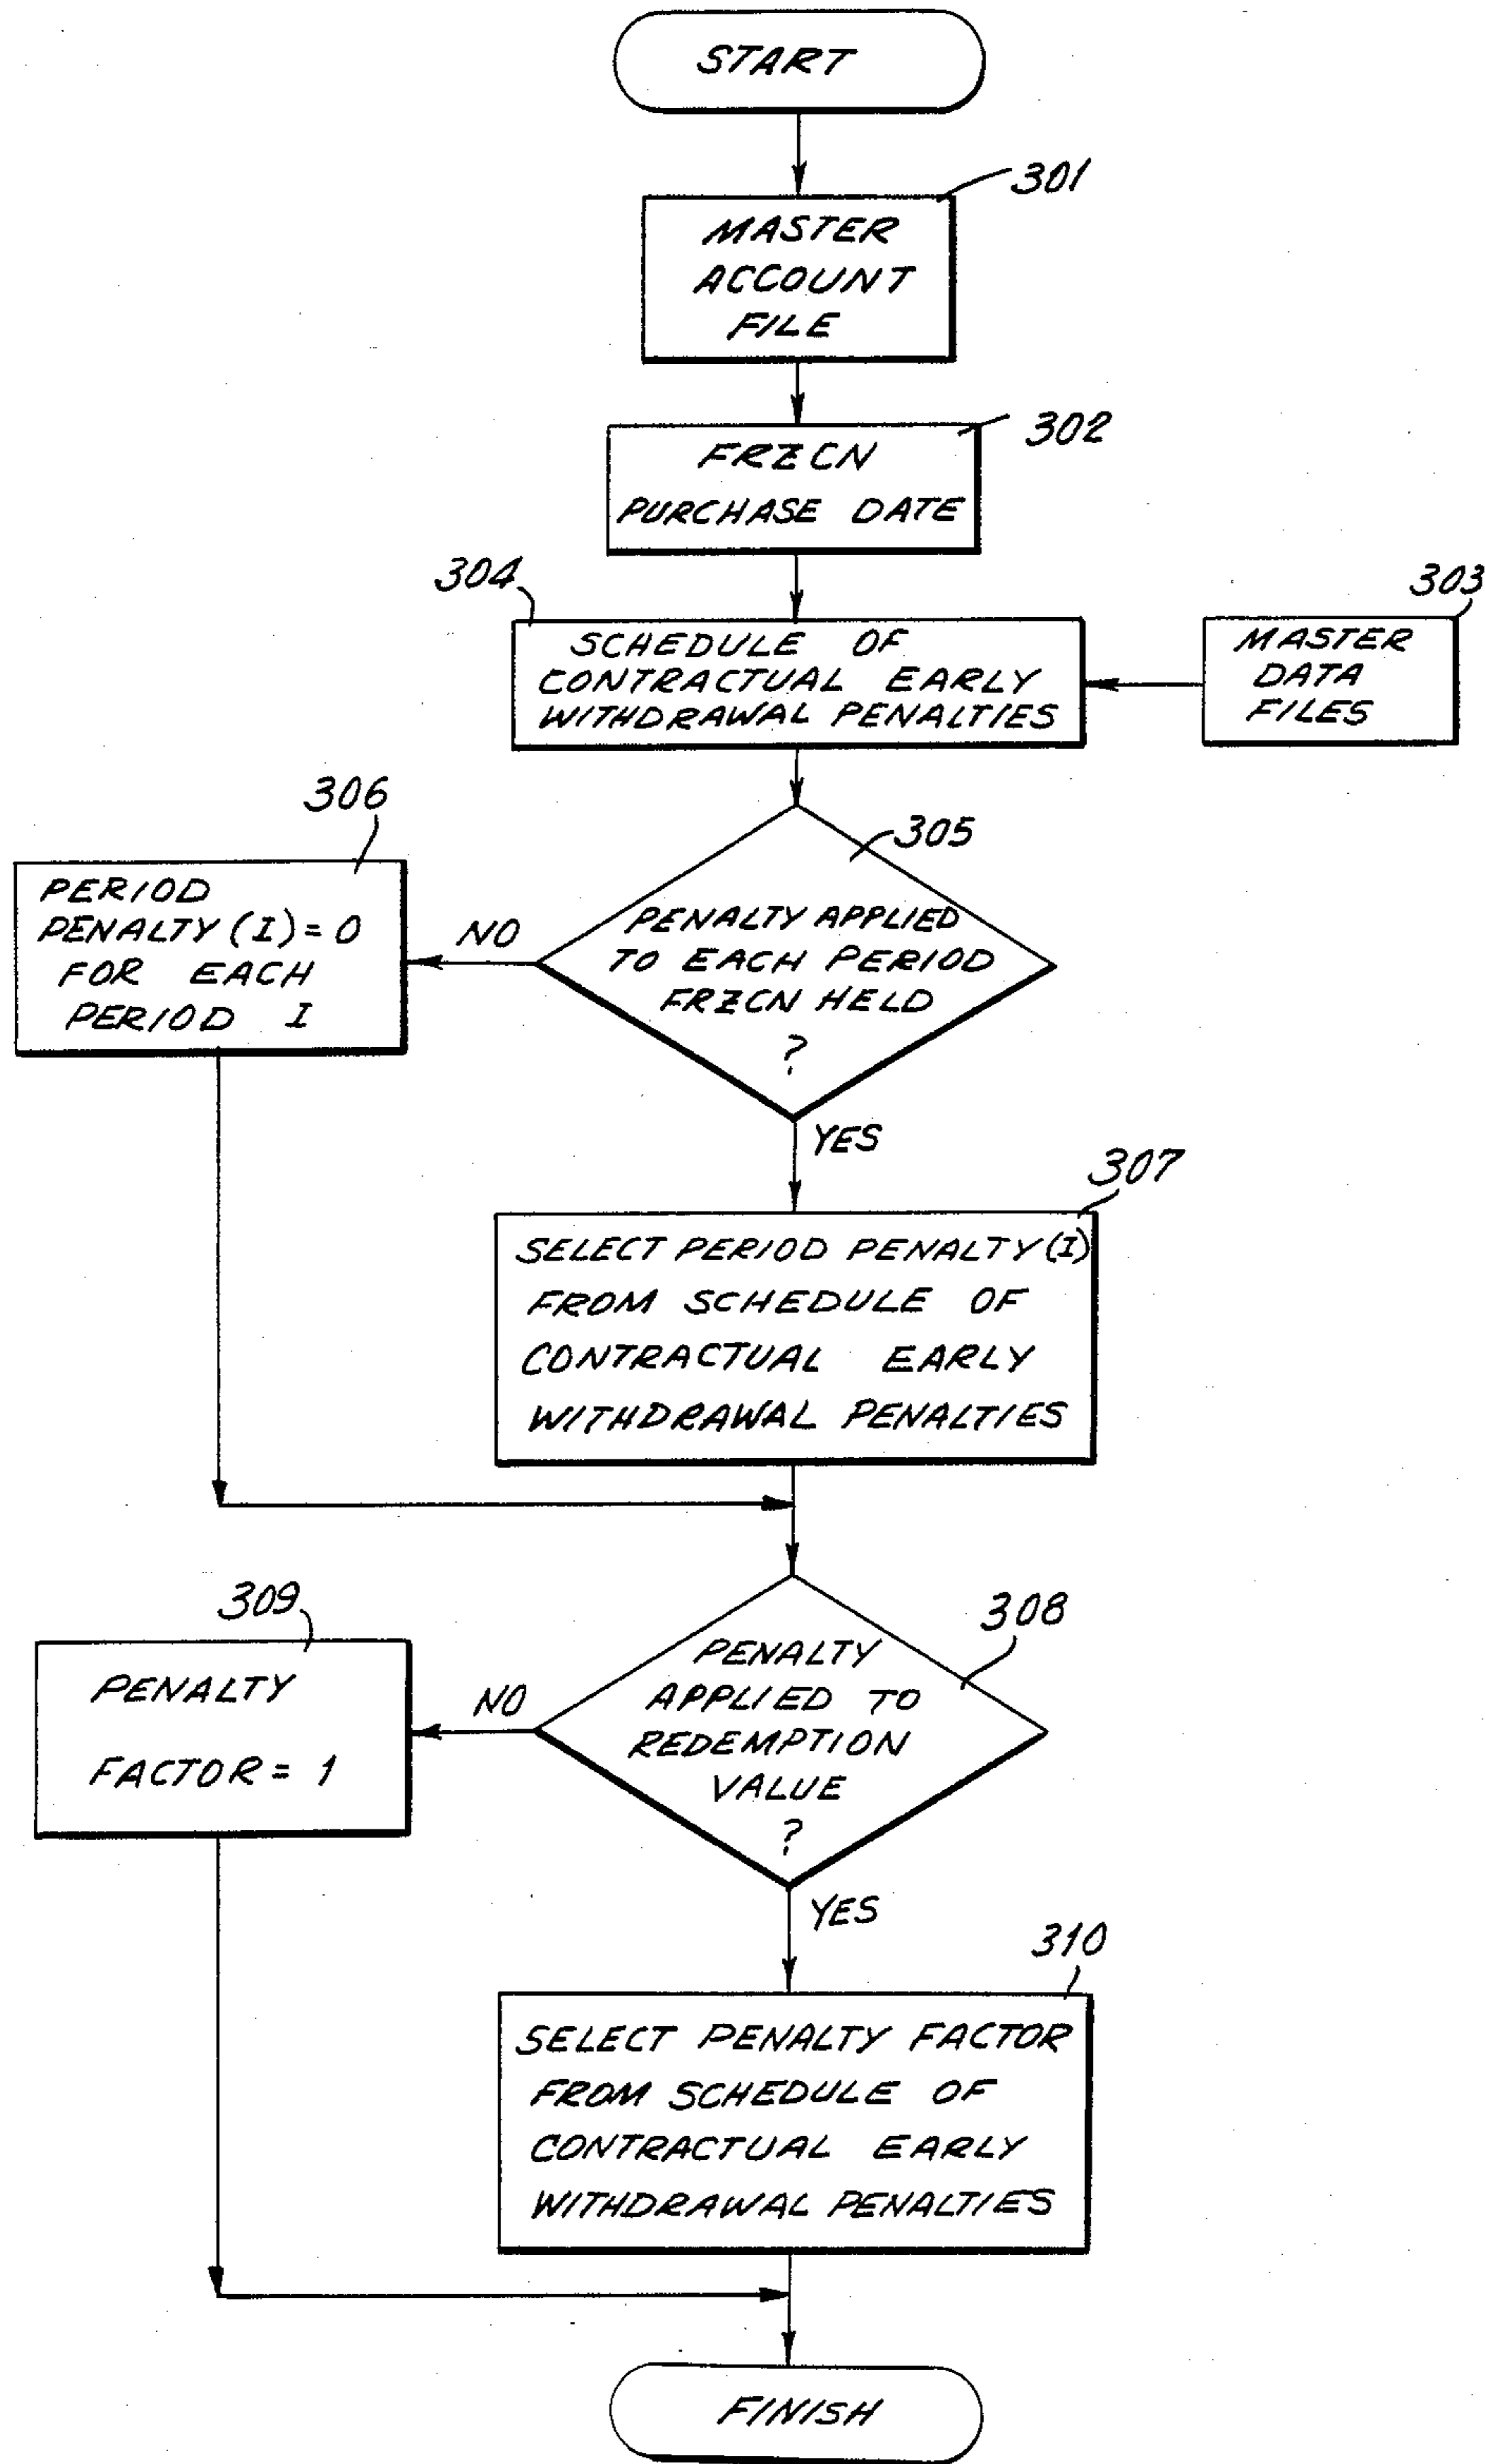 START
301
MASTER
ACCOUNT
FILE
302
FRZCN
PURCHASE DATE
304
303
SCHEDULE OF
CONTRACTUAL EARLY
WITHDRAWAL PENALTIES
MASTER
DATA
FILES
306
305
PERIOD
PENALTY (I) = 0
FOR EACH
PERIOD I
NO
PENALTY APPLIED
TO EACH PERIOD
FRZCN HELD
?
YES
307
SELECT PERIOD PENALTY (I)
FROM SCHEDULE OF
CONTRACTUAL EARLY
WITHDRAWAL PENALTIES
309
308
PENALTY
FACTOR = 1
NO
PENALTY
APPLIED TO
REDEMPTION
VALUE
?
YES
310
SELECT PENALTY FACTOR
FROM SCHEDULE OF
CONTRACTUAL EARLY
WITHDRAWAL PENALTIES
FINISH